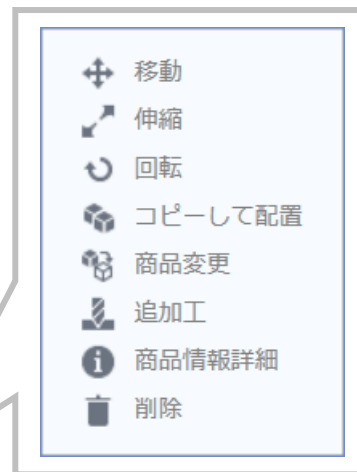 移動
伸縮
回転
コピーして配置
商品変更
追加工
商品情報詳細
削除